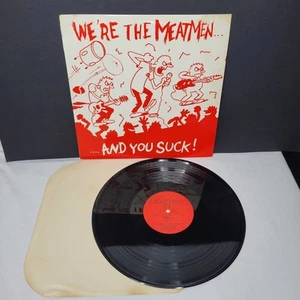 WE'RE THE MEATMEN...
....AND YOU SUCK!